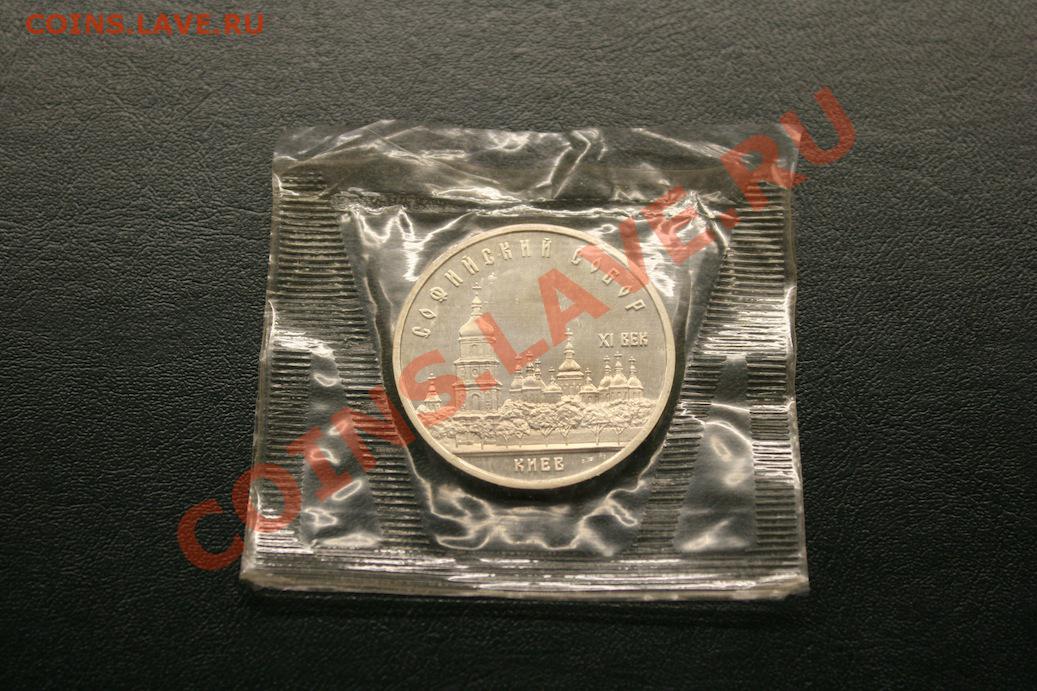 COINS.LAVE.RU
СОФИЙСКИЙ СОБОР
XI ВЕК
КИЕВ
COINS.LAVE.RU